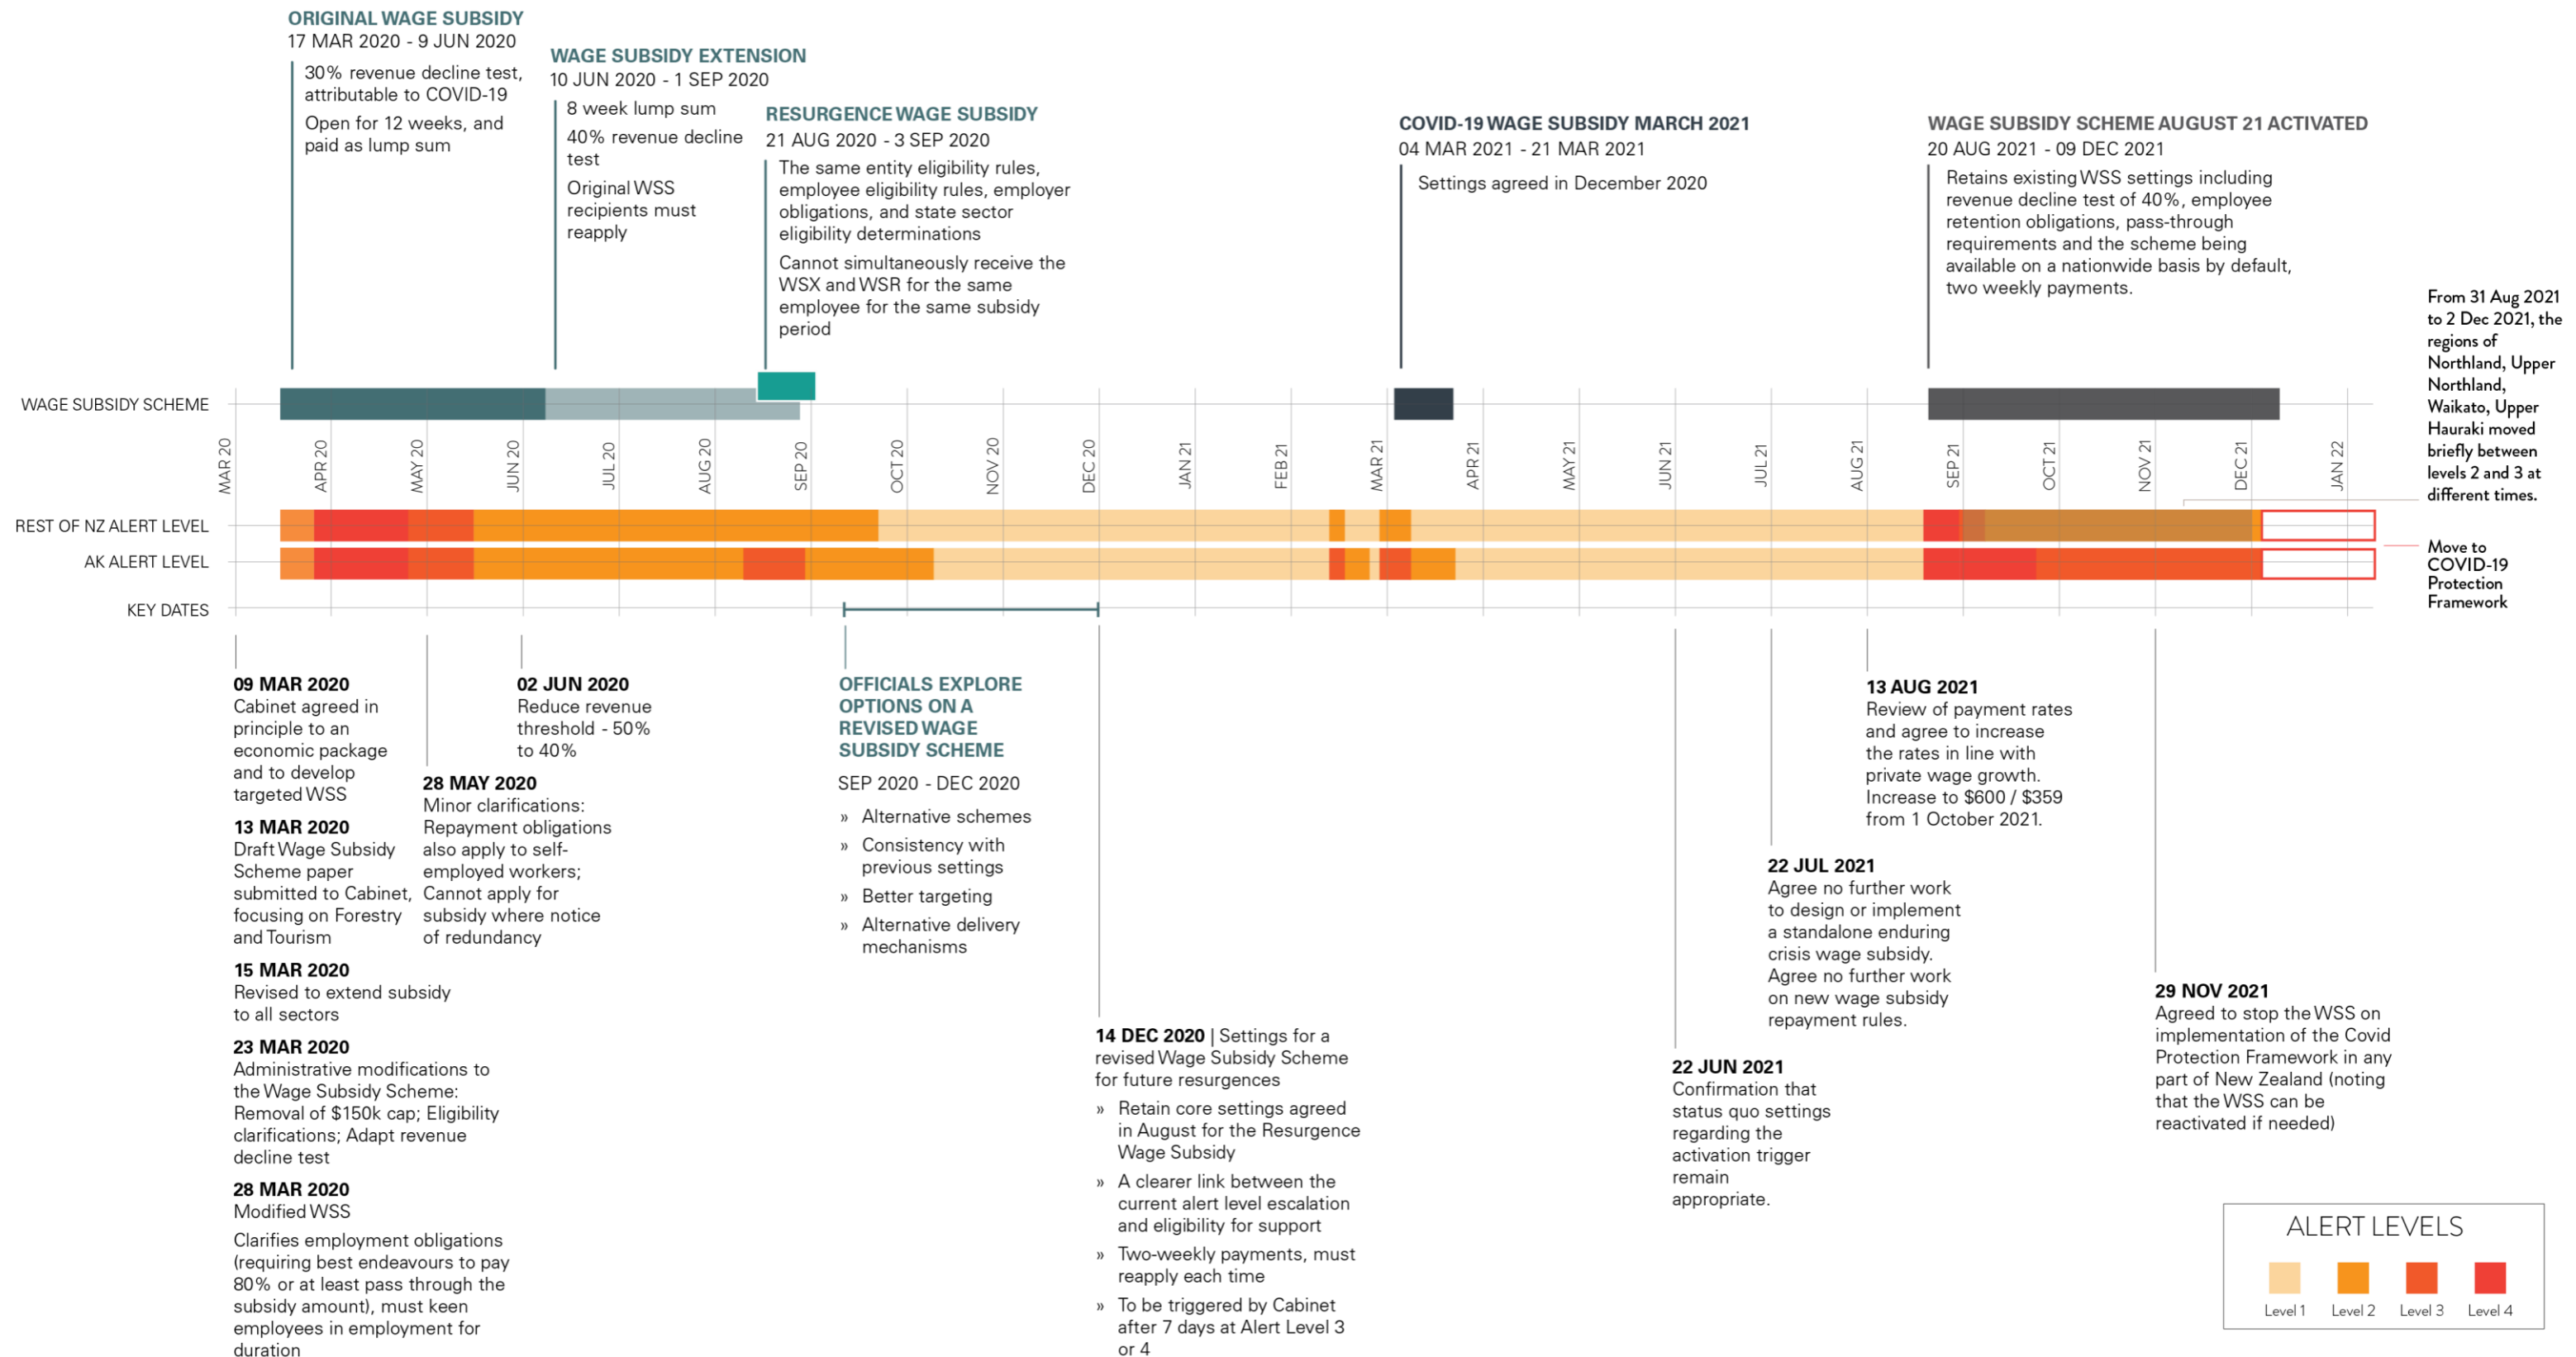 ORIGINAL WAGE SUBSIDY
17 MAR 2020 - 9 JUN 2020
30% revenue decline test,
attributable to COVID-19
Open for 12 weeks, and
paid as lump sum
WAGE SUBSIDY EXTENSION
10 JUN 2020 - 1 SEP 2020
8 week lump sum
40% revenue decline
test
Original WSS
recipients must
reapply
RESURGENCE WAGE SUBSIDY
21 AUG 2020 - 3 SEP 2020
The same entity eligibility rules,
employee eligibility rules, employer
obligations, and state sector
eligibility determinations
Cannot simultaneously receive the
WSX and WSR for the same
employee for the same subsidy
period
COVID-19 WAGE SUBSIDY MARCH 2021
04 MAR 2021 - 21 MAR 2021
Settings agreed in December 2020
WAGE SUBSIDY SCHEME AUGUST 21 ACTIVATED
20 AUG 2021 - 09 DEC 2021
Retains existing WSS settings including
revenue decline test of 40%, employee
retention obligations, pass-through
requirements and the scheme being
available on a nationwide basis by default,
two weekly payments.
From 31 Aug 2021
to 2 Dec 2021, the
regions of
Northland, Upper
Northland,
Waikato, Upper
Hauraki moved
briefly between
levels 2 and 3 at
different times.
WAGE SUBSIDY SCHEME
MAR 20
APR 20
MAY 20
JUN 20
JUL 20
AUG 20
SEP 20
OCT 20
NOV 20
DEC 20
JAN 21
FEB 21
MAR 21
APR 21
MAY 21
JUN 21
JUL 21
AUG 21
SEP 21
OCT 21
NOV 21
DEC 21
JAN 22
REST OF NZ ALERT LEVEL
AK ALERT LEVEL
KEY DATES
Move to
COVID-19
Protection
Framework
09 MAR 2020
Cabinet agreed in
principle to an
economic package
and to develop
targeted WSS
13 MAR 2020
Draft Wage Subsidy
Scheme paper
submitted to Cabinet,
focusing on Forestry
and Tourism
15 MAR 2020
Revised to extend subsidy
to all sectors
23 MAR 2020
Administrative modifications to
the Wage Subsidy Scheme:
Removal of $150k cap; Eligibility
clarifications; Adapt revenue
decline test
28 MAR 2020
Modified WSS
Clarifies employment obligations
(requiring best endeavours to pay
80% or at least pass through the
subsidy amount), must keen
employees in employment for
duration
28 MAY 2020
Minor clarifications:
Repayment obligations
also apply to self-
employed workers;
Cannot apply for
subsidy where notice
of redundancy
02 JUN 2020
Reduce revenue
threshold - 50%
to 40%
OFFICIALS EXPLORE
OPTIONS ON A
REVISED WAGE
SUBSIDY SCHEME
SEP 2020 - DEC 2020
» Alternative schemes
» Consistency with
previous settings
» Better targeting
» Alternative delivery
mechanisms
14 DEC 2020 | Settings for a
revised Wage Subsidy Scheme
for future resurgences
» Retain core settings agreed
in August for the Resurgence
Wage Subsidy
» A clearer link between the
current alert level escalation
and eligibility for support
» Two-weekly payments, must
reapply each time
» To be triggered by Cabinet
after 7 days at Alert Level 3
or 4
22 JUN 2021
Confirmation that
status quo settings
regarding the
activation trigger
remain
appropriate.
22 JUL 2021
Agree no further work
to design or implement
a standalone enduring
crisis wage subsidy.
Agree no further work
on new wage subsidy
repayment rules.
13 AUG 2021
Review of payment rates
and agree to increase
the rates in line with
private wage growth.
Increase to $600 / $359
from 1 October 2021.
29 NOV 2021
Agreed to stop the WSS on
implementation of the Covid
Protection Framework in any
part of New Zealand (noting
that the WSS can be
reactivated if needed)
ALERT LEVELS
Level 1
Level 2
Level 3
Level 4